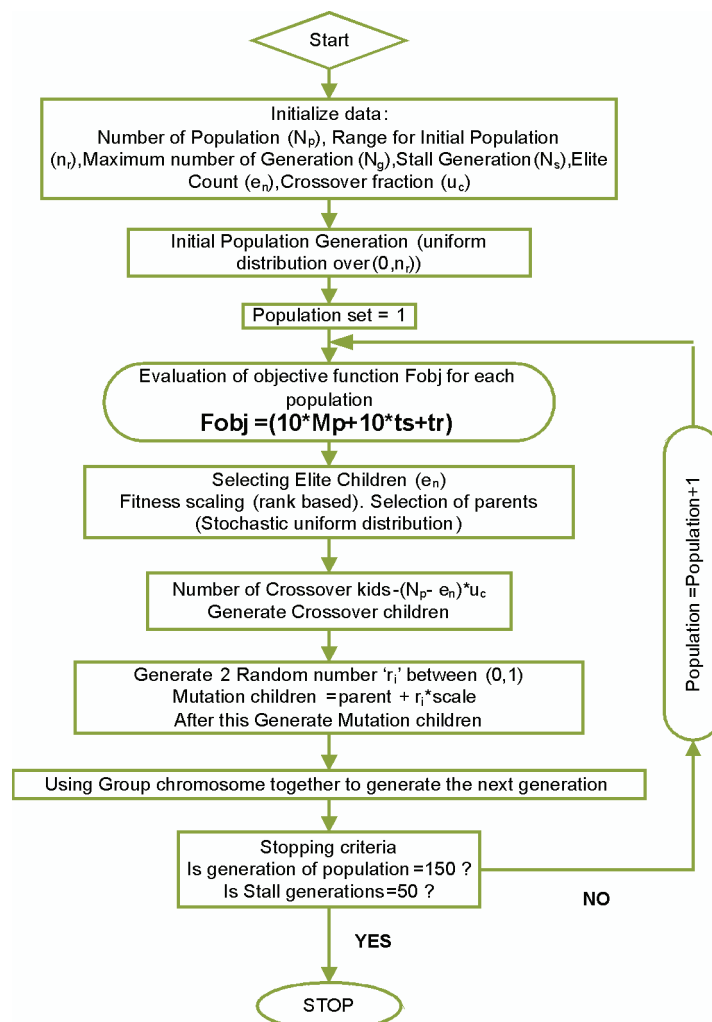 Start
Initialize data:
Number of Population (Nₚ), Range for Initial Population
(nᵣ),Maximum number of Generation (N₉),Stall Generation (Nₛ),Elite
Count (eₙ),Crossover fraction (u꜀)
Initial Population Generation (uniform
distribution over (0,nᵣ))
Population set = 1
Evaluation of objective function Fobj for each
population
Fobj =(10*Mp+10*ts+tr)
Selecting Elite Children (eₙ)
Fitness scaling (rank based). Selection of parents
(Stochastic uniform distribution)
Number of Crossover kids-(Nₚ- eₙ)*u꜀
Generate Crossover children
Generate 2 Random number ‘rᵢ’ between (0,1)
Mutation children =parent + rᵢ*scale
After this Generate Mutation children
Using Group chromosome together to generate the next generation
Stopping criteria
Is generation of population =150 ?
Is Stall generations=50 ?
NO
Population =Population+1
YES
STOP